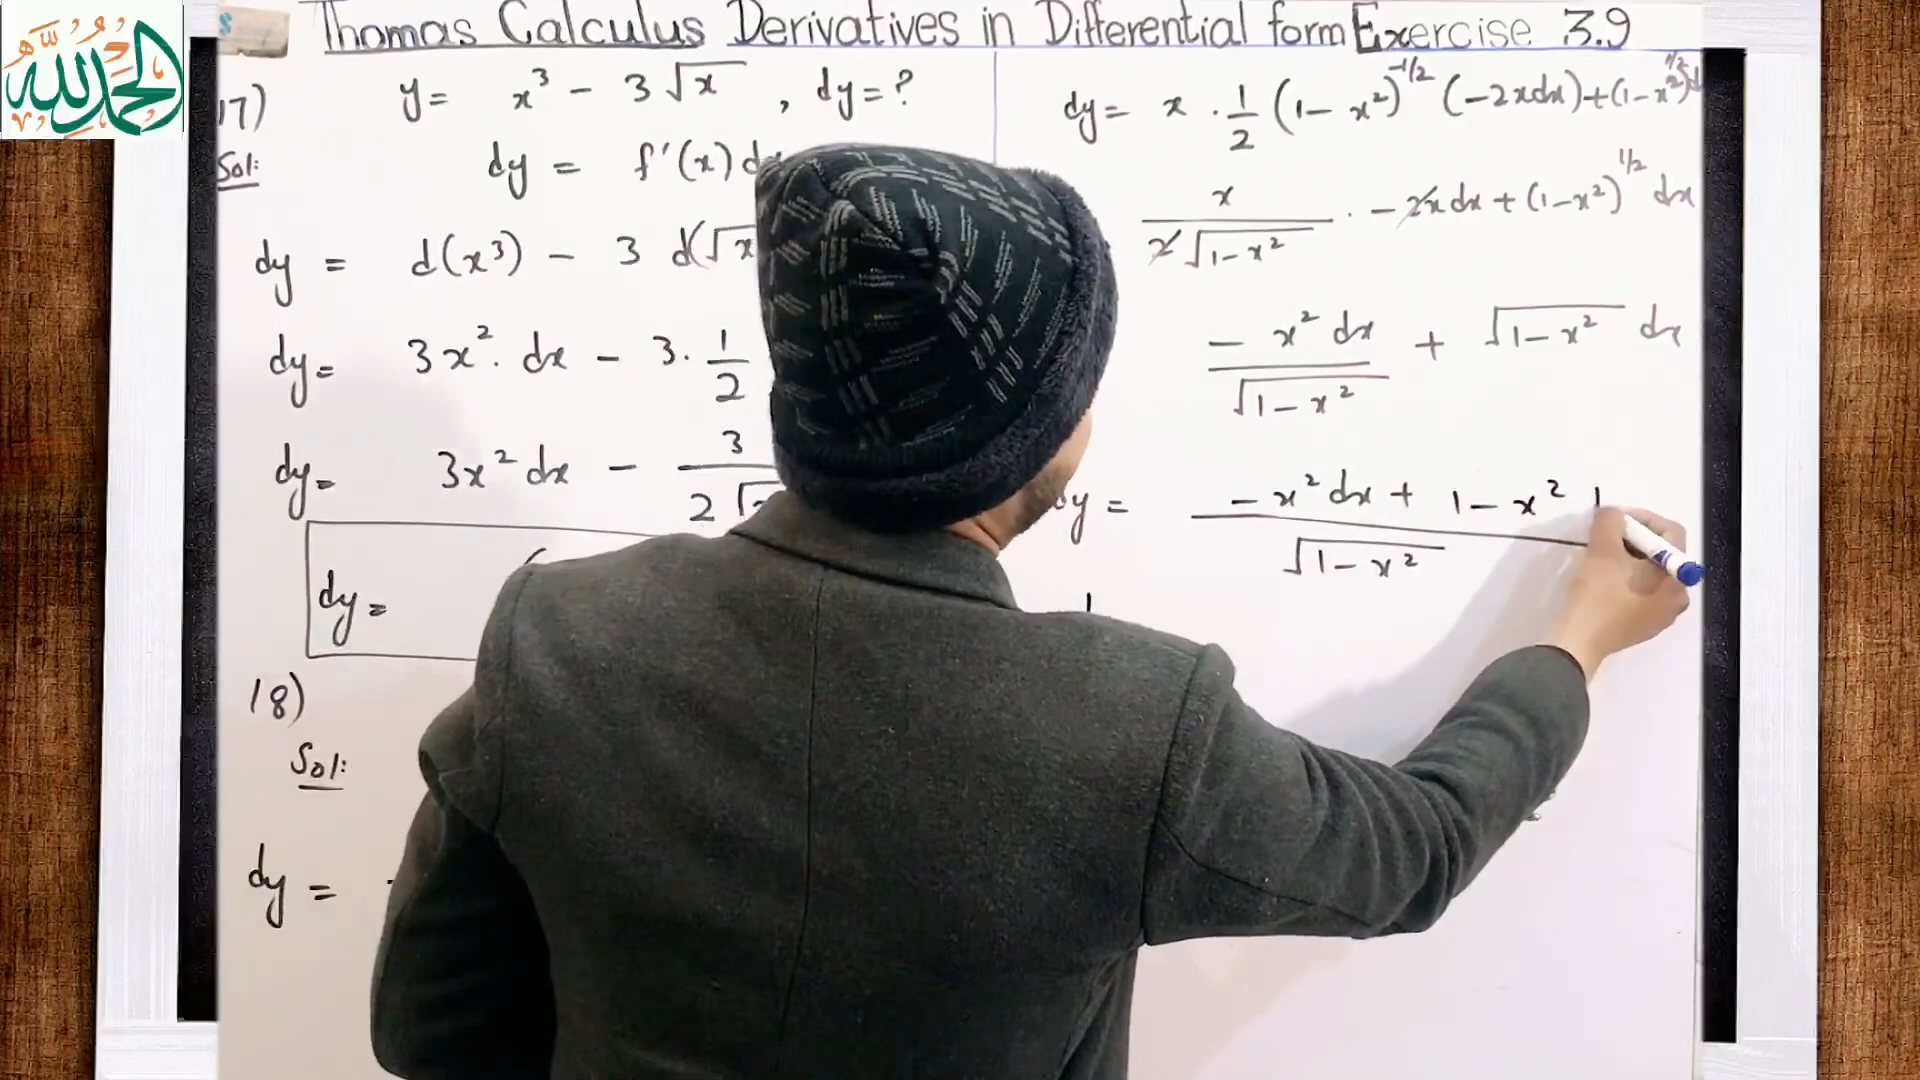 الحمد لله
Thomas Calculus Derivatives in Differential form Exercise 3.9
17) y = x³ - 3√x , dy = ?
Sol:
dy = f'(x) d
dy = d(x³) - 3 d(√x
dy = 3x² . dx - 3 . 1/2
dy = 3x² dx - 3/2√
dy =
18)
Sol:
dy =
dy = x . 1/2 (1-x²)^-1/2 (-2xdx) + (1-x²)^1/2 d
x/2√1-x² . -2xdx + (1-x²)^1/2 dx
-x² dx/√1-x² + √1-x² dx
y = -x² dx + 1-x²/√1-x²